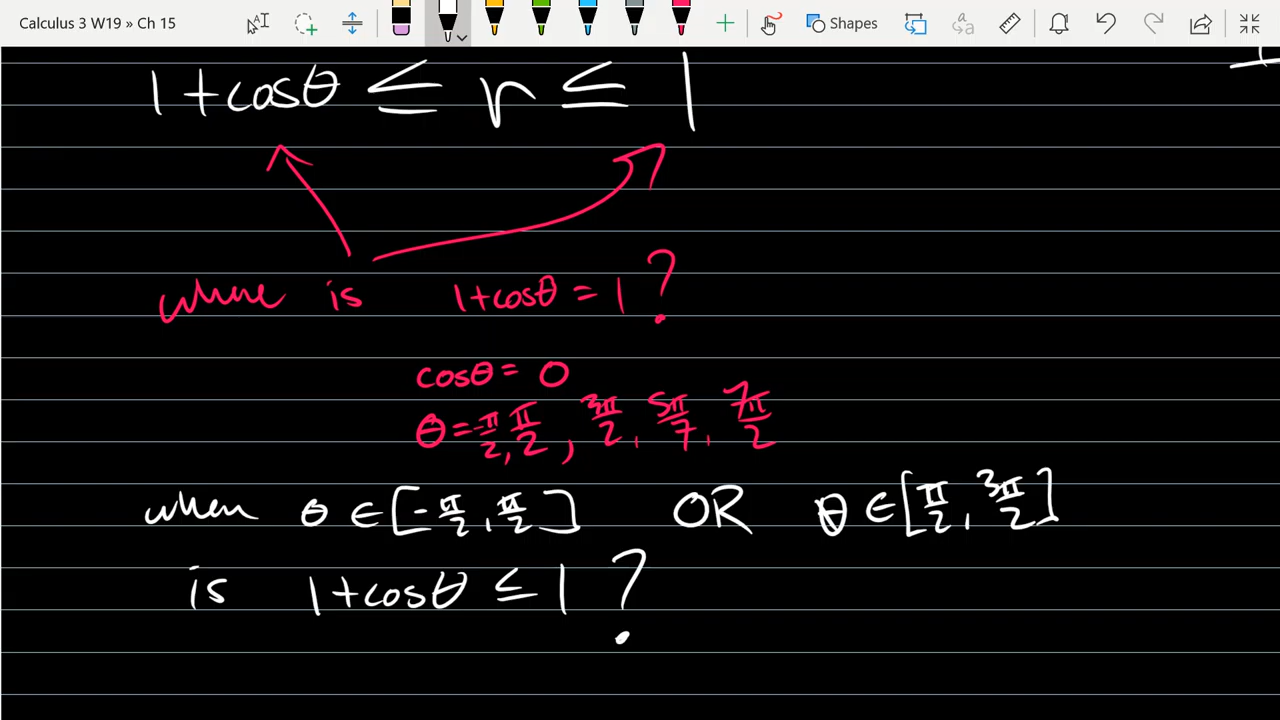 Calculus 3 W19 » Ch 15
Shapes
1+cosθ ≤ r ≤ 1
where is 1+cosθ = 1 ?
cosθ = 0
θ = -π/2, π/2, 3π/2, 5π/7, 7π/2
when θ ∈ [-π/2, π/2] OR θ ∈ [π/2, 3π/2]
is 1+cosθ ≤ 1 ?